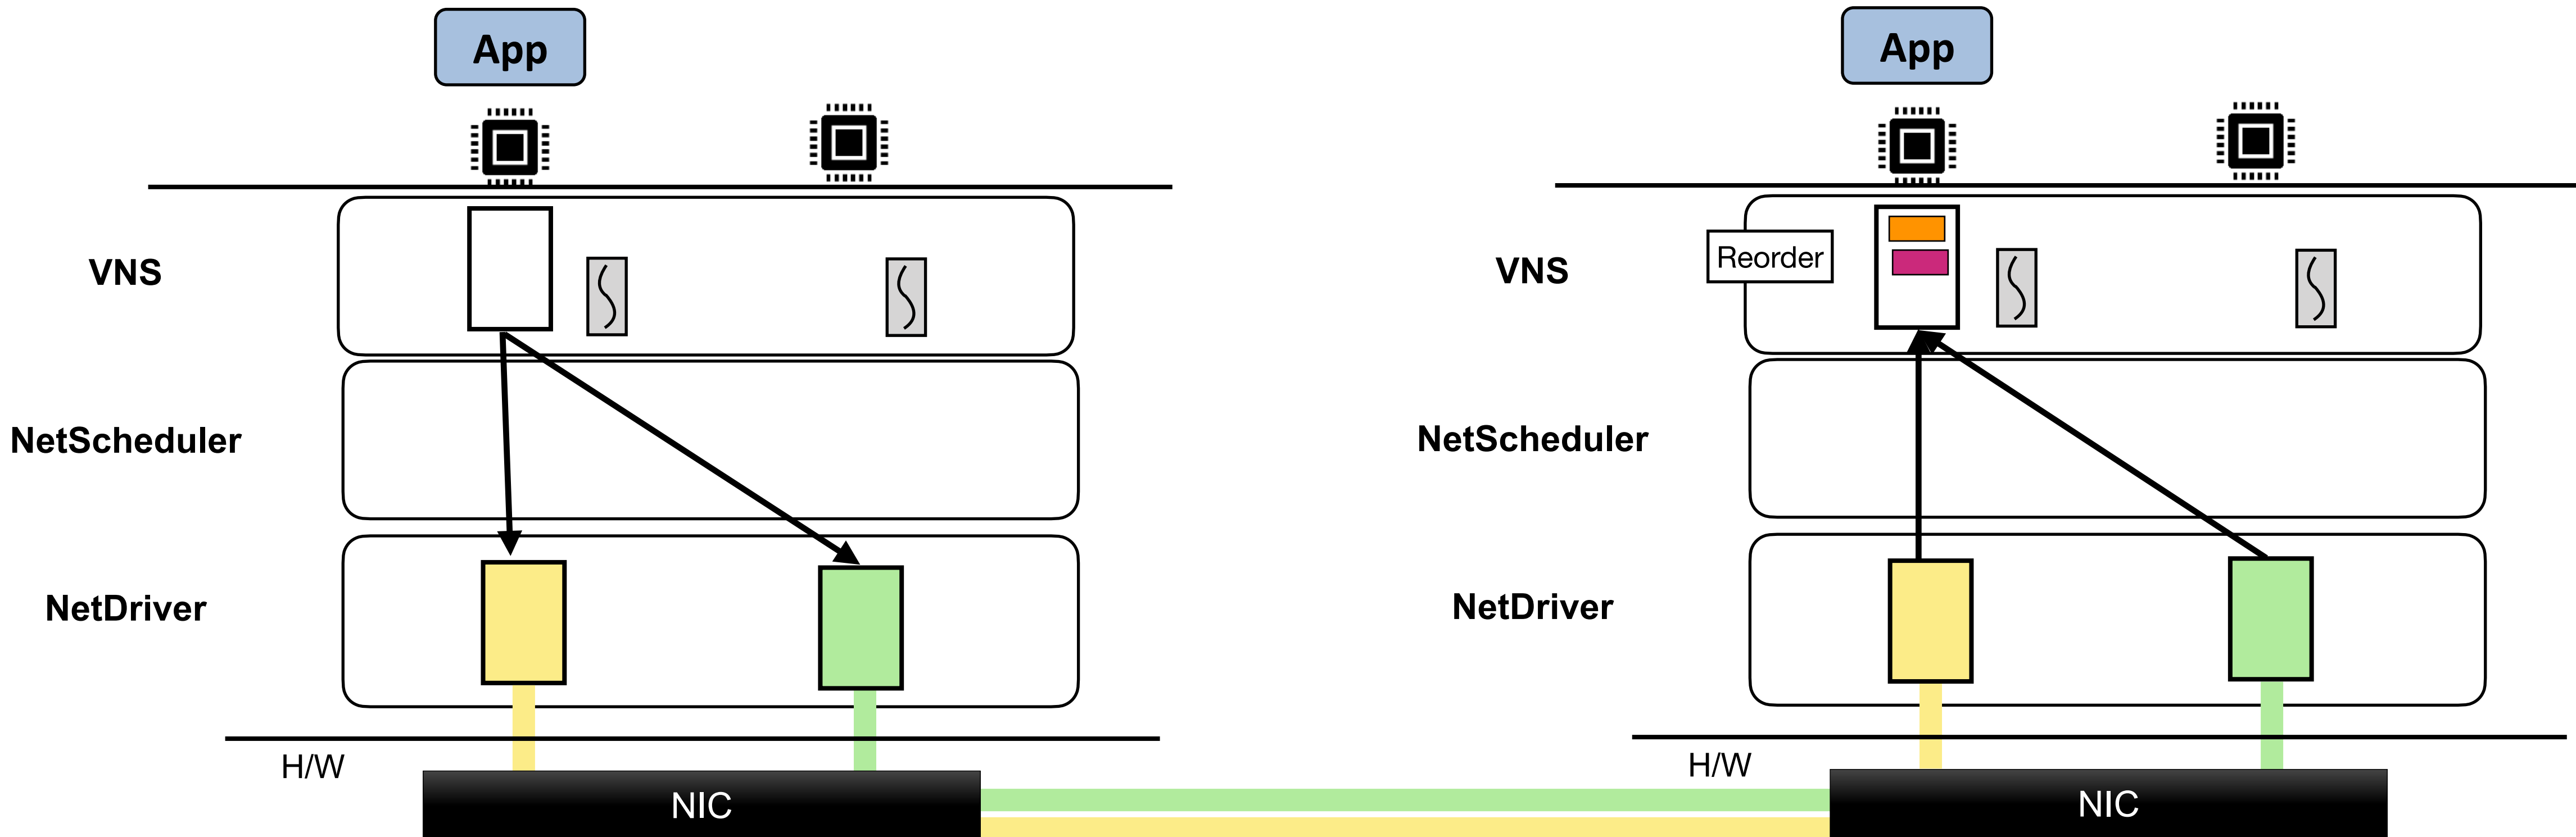 App
App
VNS
Reorder
VNS
NetScheduler
NetScheduler
NetDriver
NetDriver
H/W
H/W
NIC
NIC